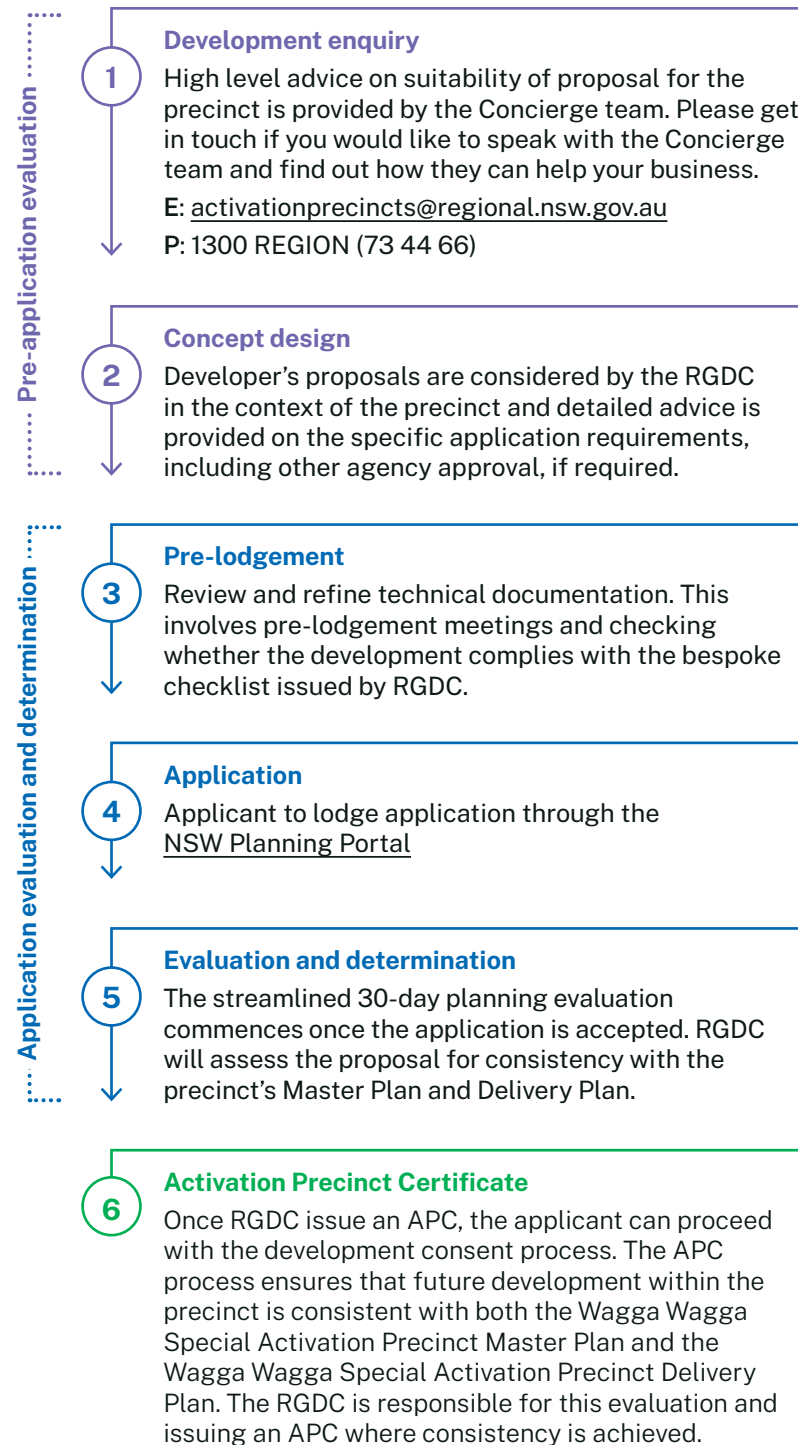 Pre-application evaluation
1
Development enquiry
High level advice on suitability of proposal for the
precinct is provided by the Concierge team. Please get
in touch if you would like to speak with the Concierge
team and find out how they can help your business.
E: activationprecincts@regional.nsw.gov.au
P: 1300 REGION (73 44 66)
2
Concept design
Developer’s proposals are considered by the RGDC
in the context of the precinct and detailed advice is
provided on the specific application requirements,
including other agency approval, if required.
Application evaluation and determination
3
Pre-lodgement
Review and refine technical documentation. This
involves pre-lodgement meetings and checking
whether the development complies with the bespoke
checklist issued by RGDC.
4
Application
Applicant to lodge application through the
NSW Planning Portal
5
Evaluation and determination
The streamlined 30-day planning evaluation
commences once the application is accepted. RGDC
will assess the proposal for consistency with the
precinct’s Master Plan and Delivery Plan.
6
Activation Precinct Certificate
Once RGDC issue an APC, the applicant can proceed
with the development consent process. The APC
process ensures that future development within the
precinct is consistent with both the Wagga Wagga
Special Activation Precinct Master Plan and the
Wagga Wagga Special Activation Precinct Delivery
Plan. The RGDC is responsible for this evaluation and
issuing an APC where consistency is achieved.